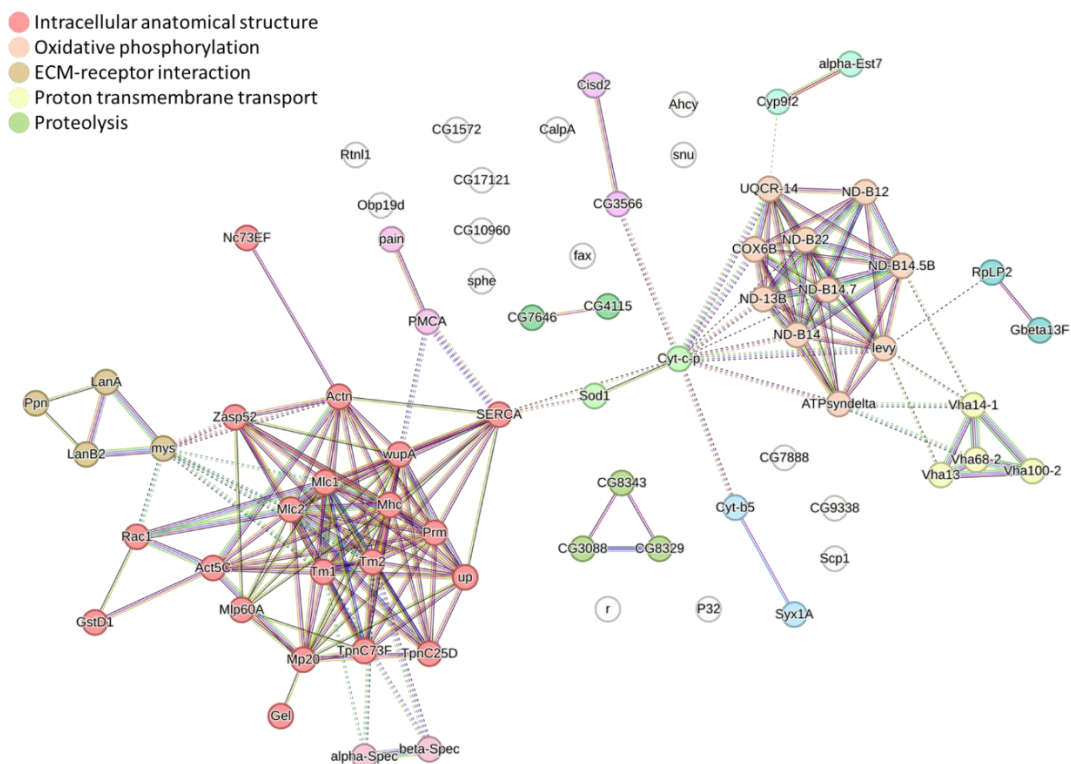 Intracellular anatomical structure
Oxidative phosphorylation
ECM-receptor interaction
Proton transmembrane transport
Proteolysis
alpha-Est7
Cisd2
Cyp9f2
Ahcy
CG1572
CalpA
Rtnl1
snu
CG17121
UQCR-14
ND-B12
Obp19d
CG3566
Nc73EF
pain
CG10960
COX6B
ND-B22
fax
ND-B14.5B
RpLP2
sphe
ND-13B
ND-B14.7
CG7646
CG4115
PMCA
Gbeta13F
ND-B14
levy
Cyt-c-p
LanA
Sod1
Ppn
Actn
ATPsyndelta
Vha14-1
Zasp52
SERCA
LanB2
mys
wupA
CG7888
Vha68-2
Vha13
Vha100-2
Mlc1
CG8343
Mlc2
Mhc
Cyt-b5
CG9338
Rac1
Prm
CG3088
CG8329
Scp1
Act5C
Tm1
Tm2
up
Mlp60A
r
P32
Syx1A
GstD1
Mp20
TpnC73F
TpnC25D
Gel
alpha-Spec
beta-Spec